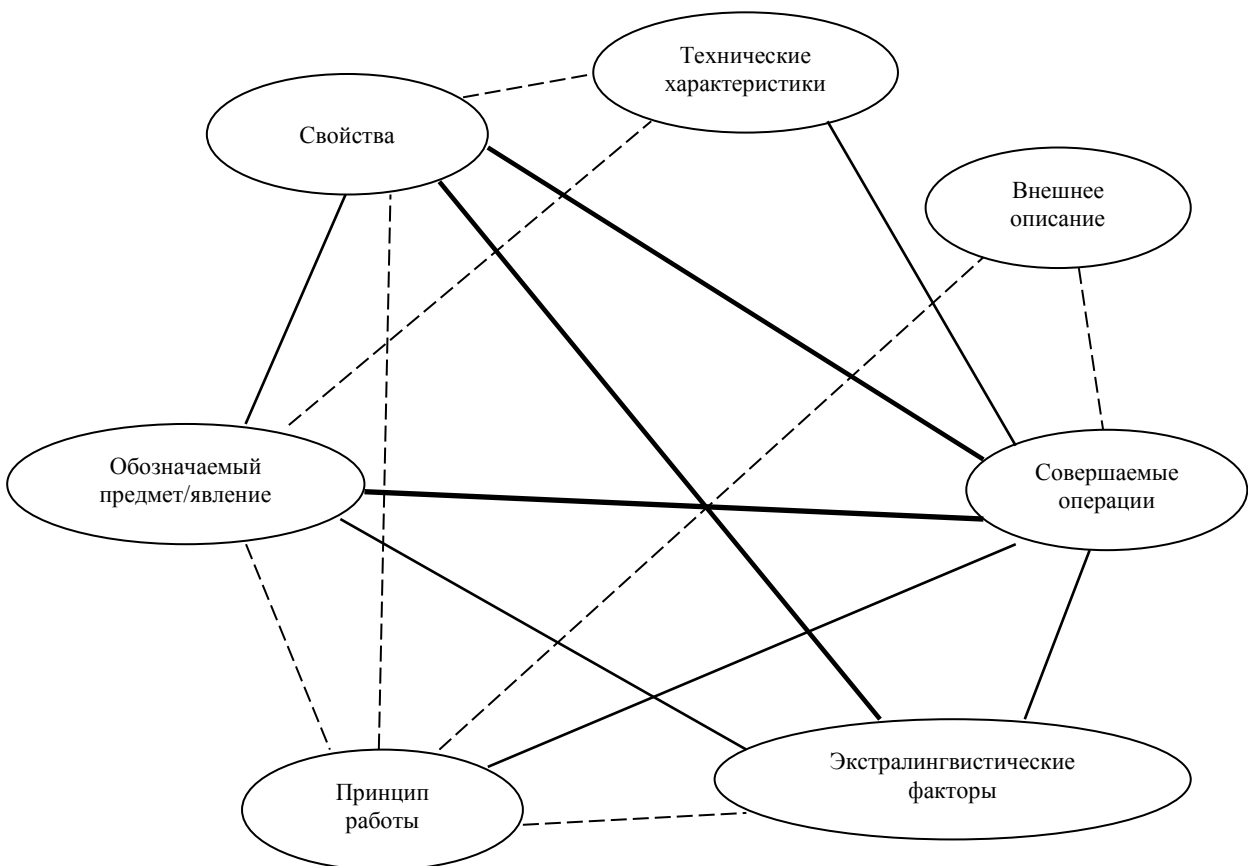 Технические
характеристики
Свойства
Внешнее
описание
Обозначаемый
предмет/явление
Совершаемые
операции
Экстралингвистические
факторы
Принцип
работы